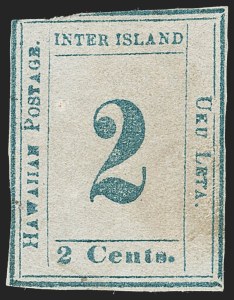 INTER ISLAND
HAWAIIAN POSTAGE.
2
UKU LETA.
2 Cents.